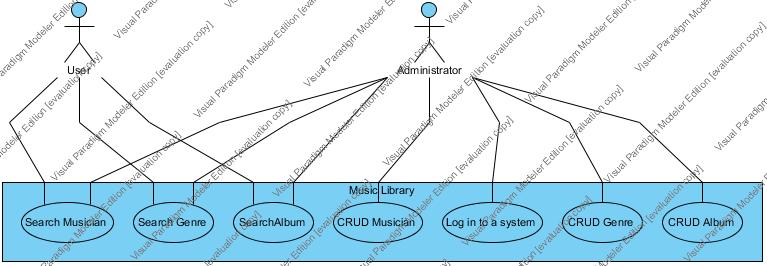 User
Administrator
Music Library
Search Musician
Search Genre
SearchAlbum
CRUD Musician
Log in to a system
CRUD Genre
CRUD Album
Visual Paradigm Modeler Edition [evaluation copy]